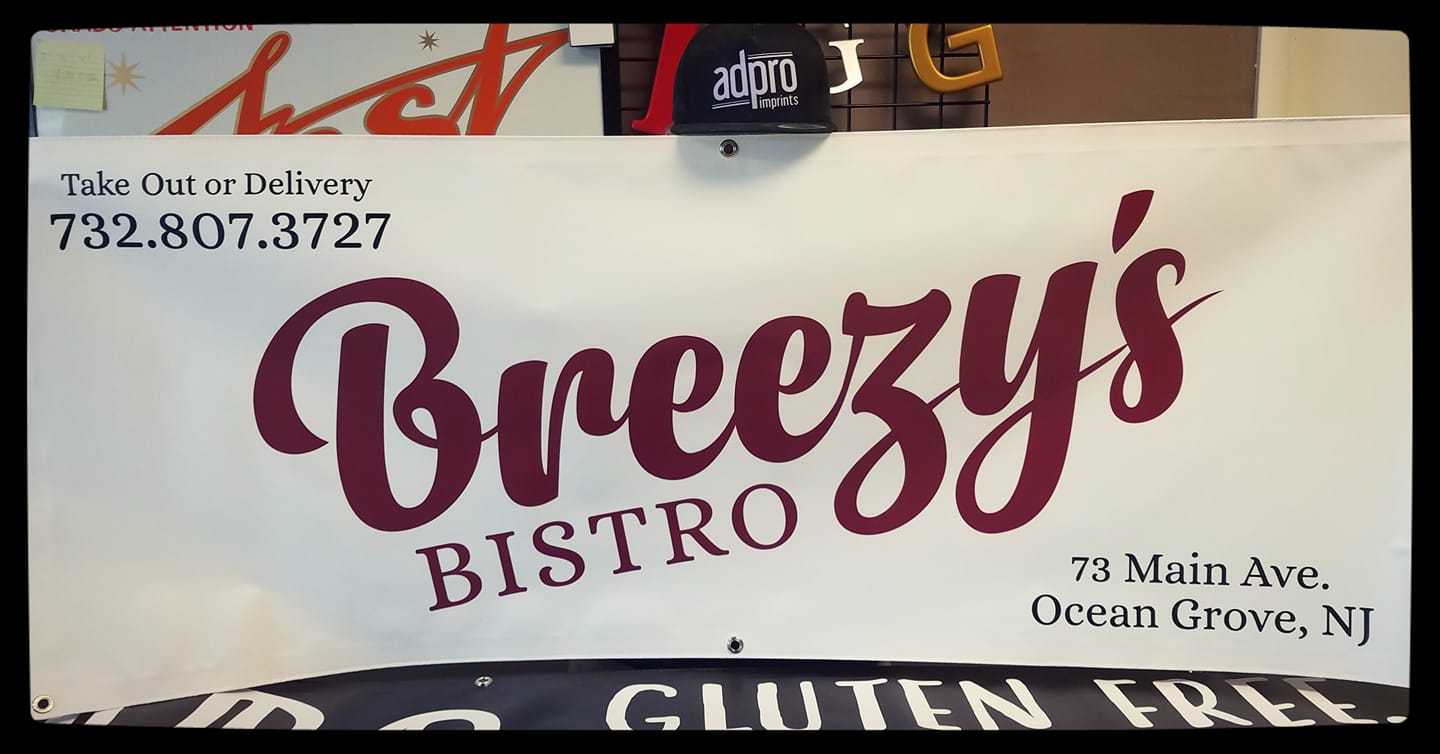 adpro
imprints
G
Take Out or Delivery
732.807.3727
Breezy's
BISTRO
73 Main Ave.
Ocean Grove, NJ
GLUTEN FREE.